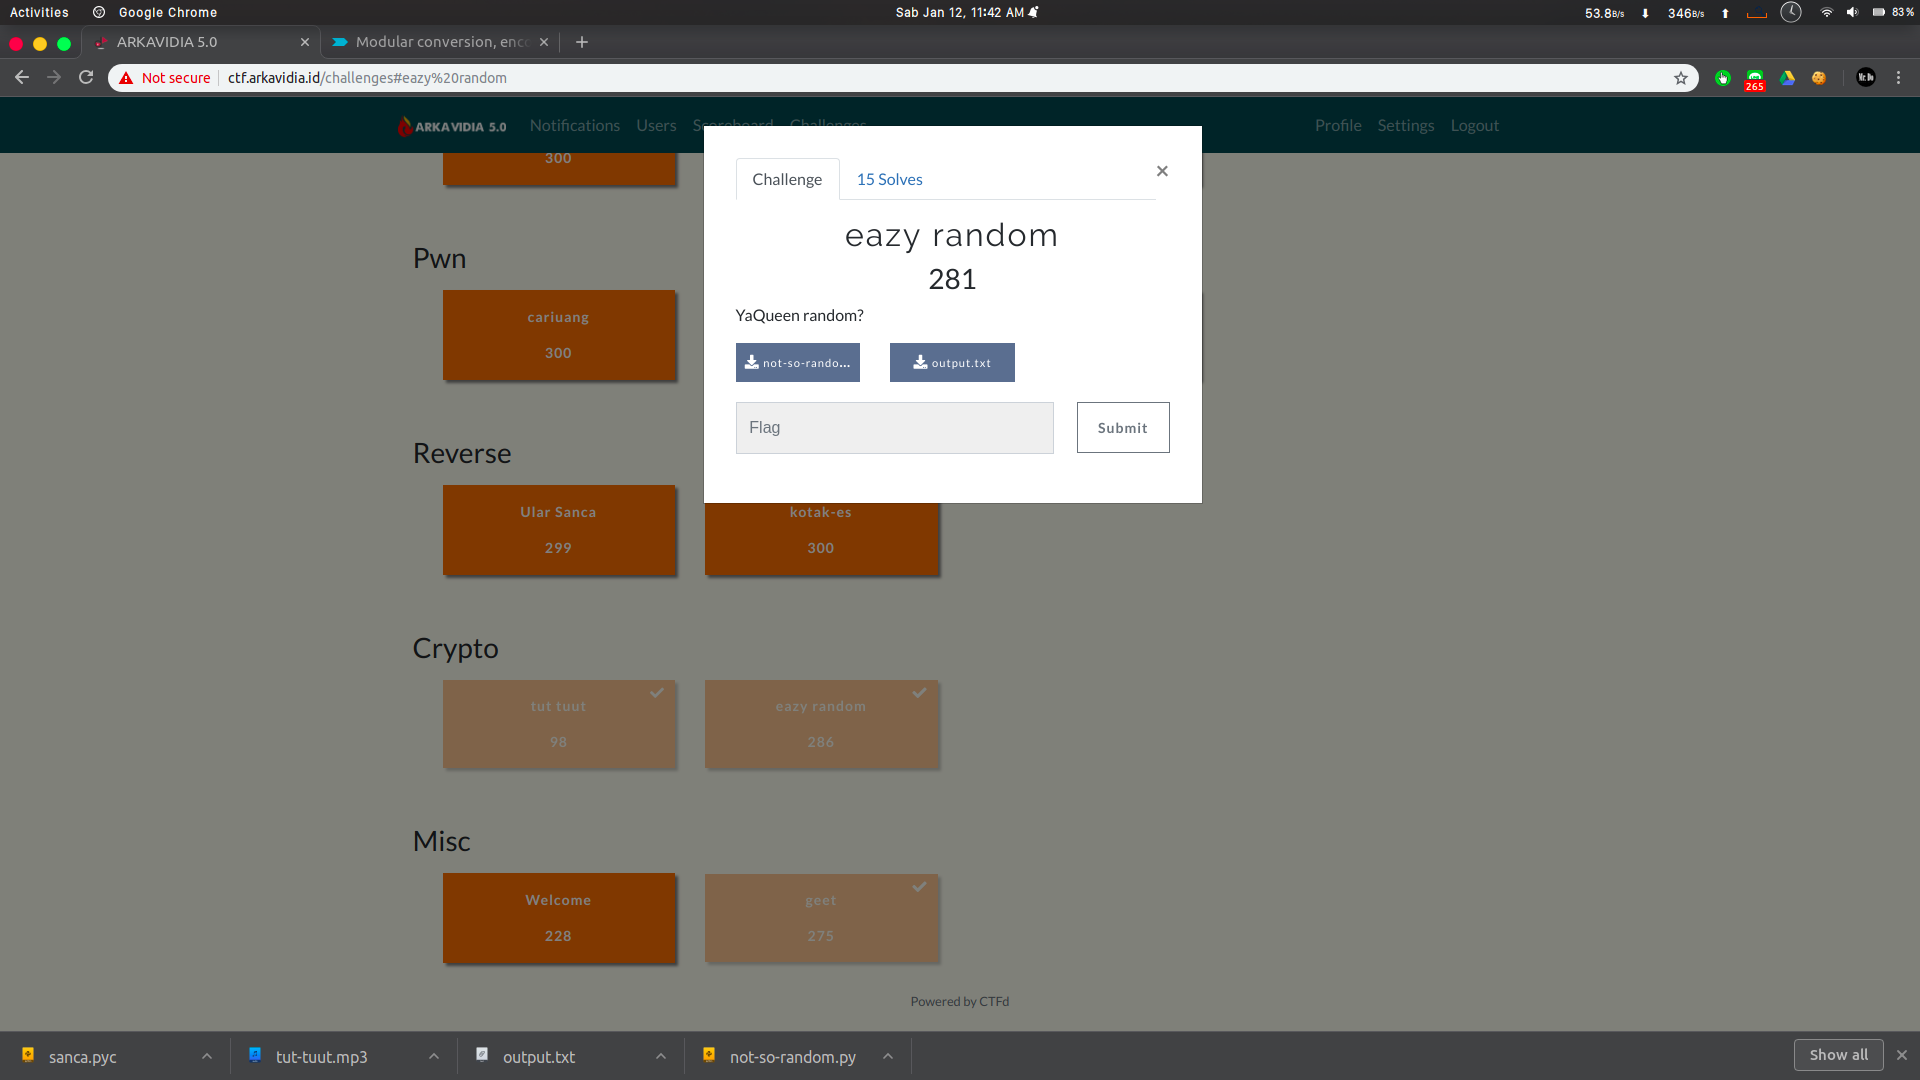 Activities Google Chrome Sab Jan 12, 11:42 AM 53.8B/s 346B/s 83%
ARKAVIDIA 5.0 Modular conversion, enco
Not secure ctf.arkavidia.id/challenges#eazy%20random 265 Mr. Do
ARKAVIDIA 5.0 Notifications Users Scoreboard Challenges Profile Settings Logout
300
Challenge 15 Solves ×
eazy random
281
YaQueen random?
not-so-rando... output.txt
Flag Submit
Pwn
cariuang
300
Reverse
Ular Sanca kotak-es
299 300
Crypto
tut tuut eazy random
98 286
Misc
Welcome geet
228 275
Powered by CTFd
sanca.pyc tut-tuut.mp3 output.txt not-so-random.py Show all